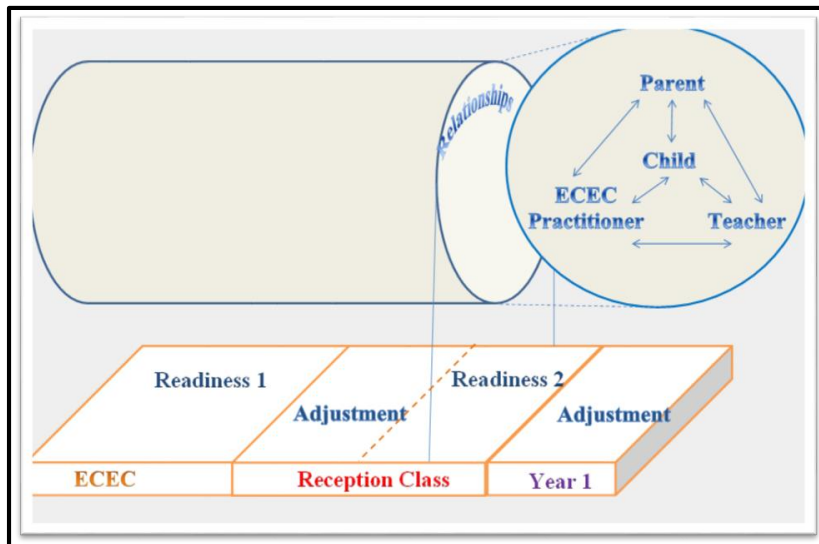 Relationships
Parent
Child
ECEC
Practitioner
Teacher
Readiness 1
Readiness 2
Adjustment
Adjustment
ECEC
Reception Class
Year 1